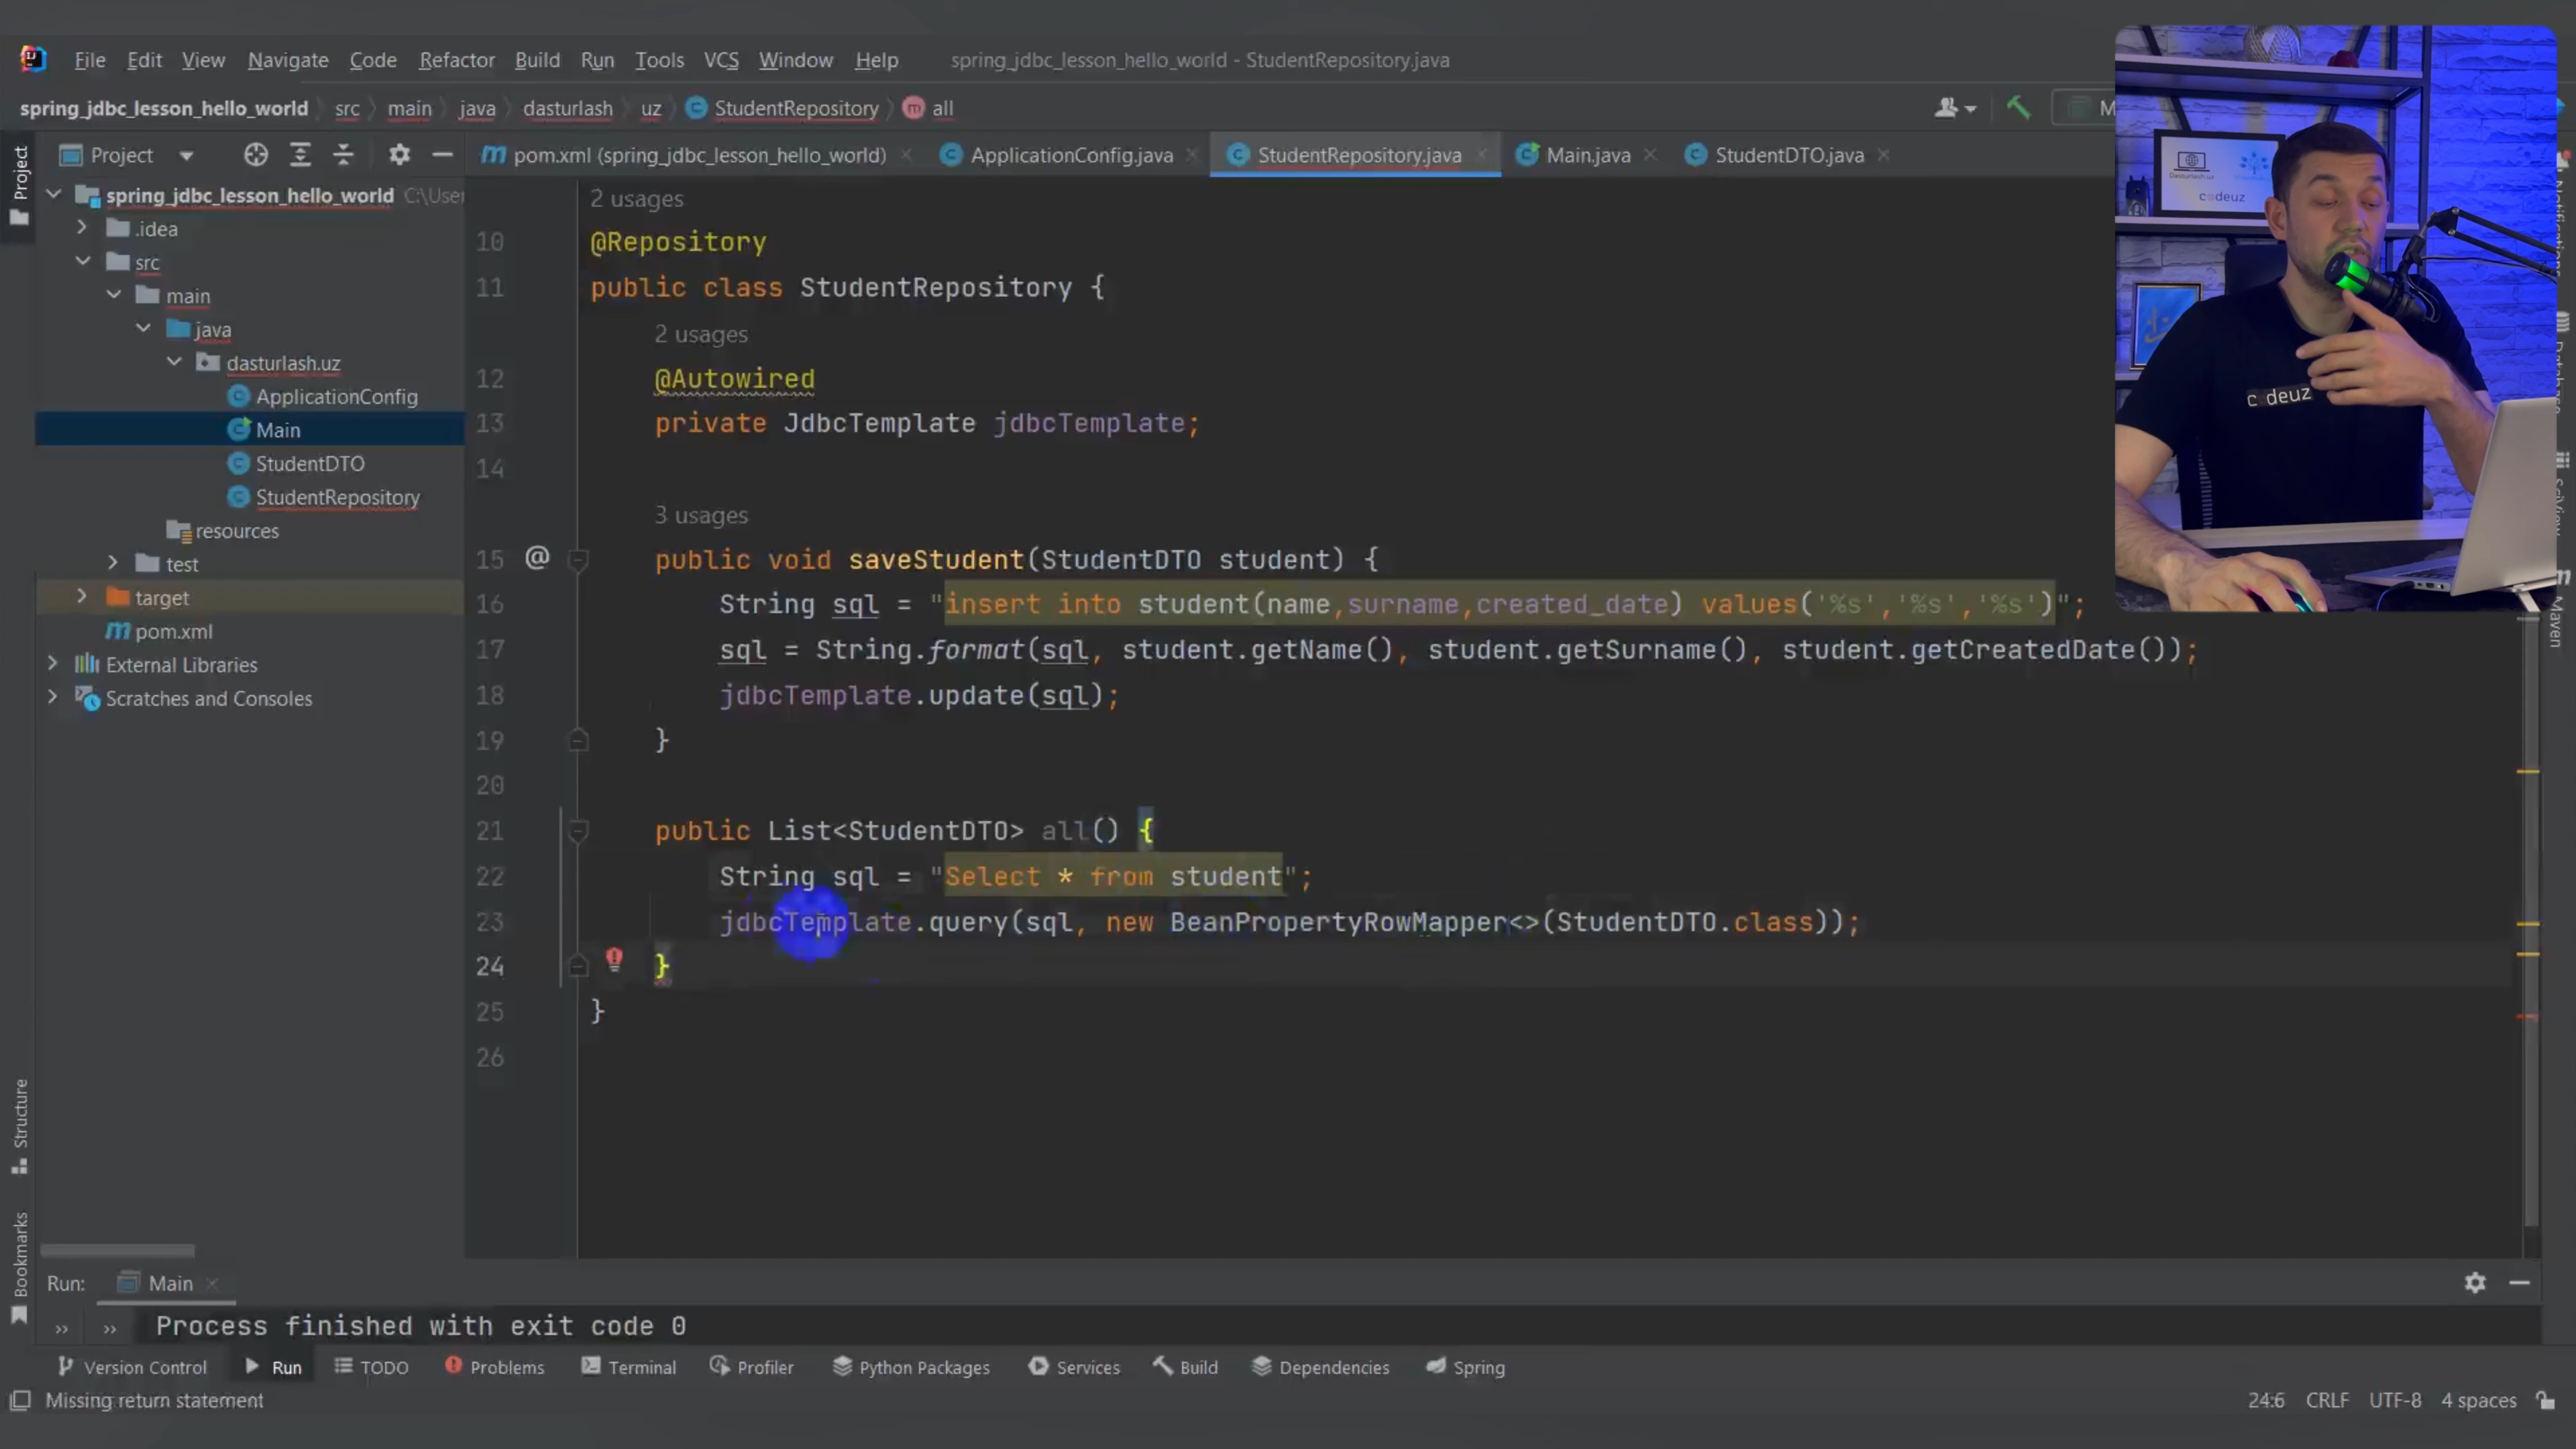 File Edit View Navigate Code Refactor Build Run Tools VCS Window Help spring_jdbc_lesson_hello_world - StudentRepository.java
spring_jdbc_lesson_hello_world src main java dasturlash uz StudentRepository all
Project
pom.xml (spring_jdbc_lesson_hello_world) ApplicationConfig.java StudentRepository.java Main.java StudentDTO.java
Project
spring_jdbc_lesson_hello_world C:\User
.idea
src
main
java
dasturlash.uz
ApplicationConfig
Main
StudentDTO
StudentRepository
resources
test
target
pom.xml
External Libraries
Scratches and Consoles
Structure
Bookmarks
2 usages
10 @Repository
11 public class StudentRepository {
2 usages
12 @Autowired
13 private JdbcTemplate jdbcTemplate;
14
3 usages
15 @ public void saveStudent(StudentDTO student) {
16 String sql = "insert into student(name,surname,created_date) values('%s','%s','%s')";
17 sql = String.format(sql, student.getName(), student.getSurname(), student.getCreatedDate());
18 jdbcTemplate.update(sql);
19 }
20
21 public List<StudentDTO> all() {
22 String sql = "Select * from student";
23 jdbcTemplate.query(sql, new BeanPropertyRowMapper<>(StudentDTO.class));
24 }
25 }
26
Dasturlash.uz
codeuz
c deuz
Maven
Run: Main
Process finished with exit code 0
Version Control Run TODO Problems Terminal Profiler Python Packages Services Build Dependencies Spring
Missing return statement 24:6 CRLF UTF-8 4 spaces